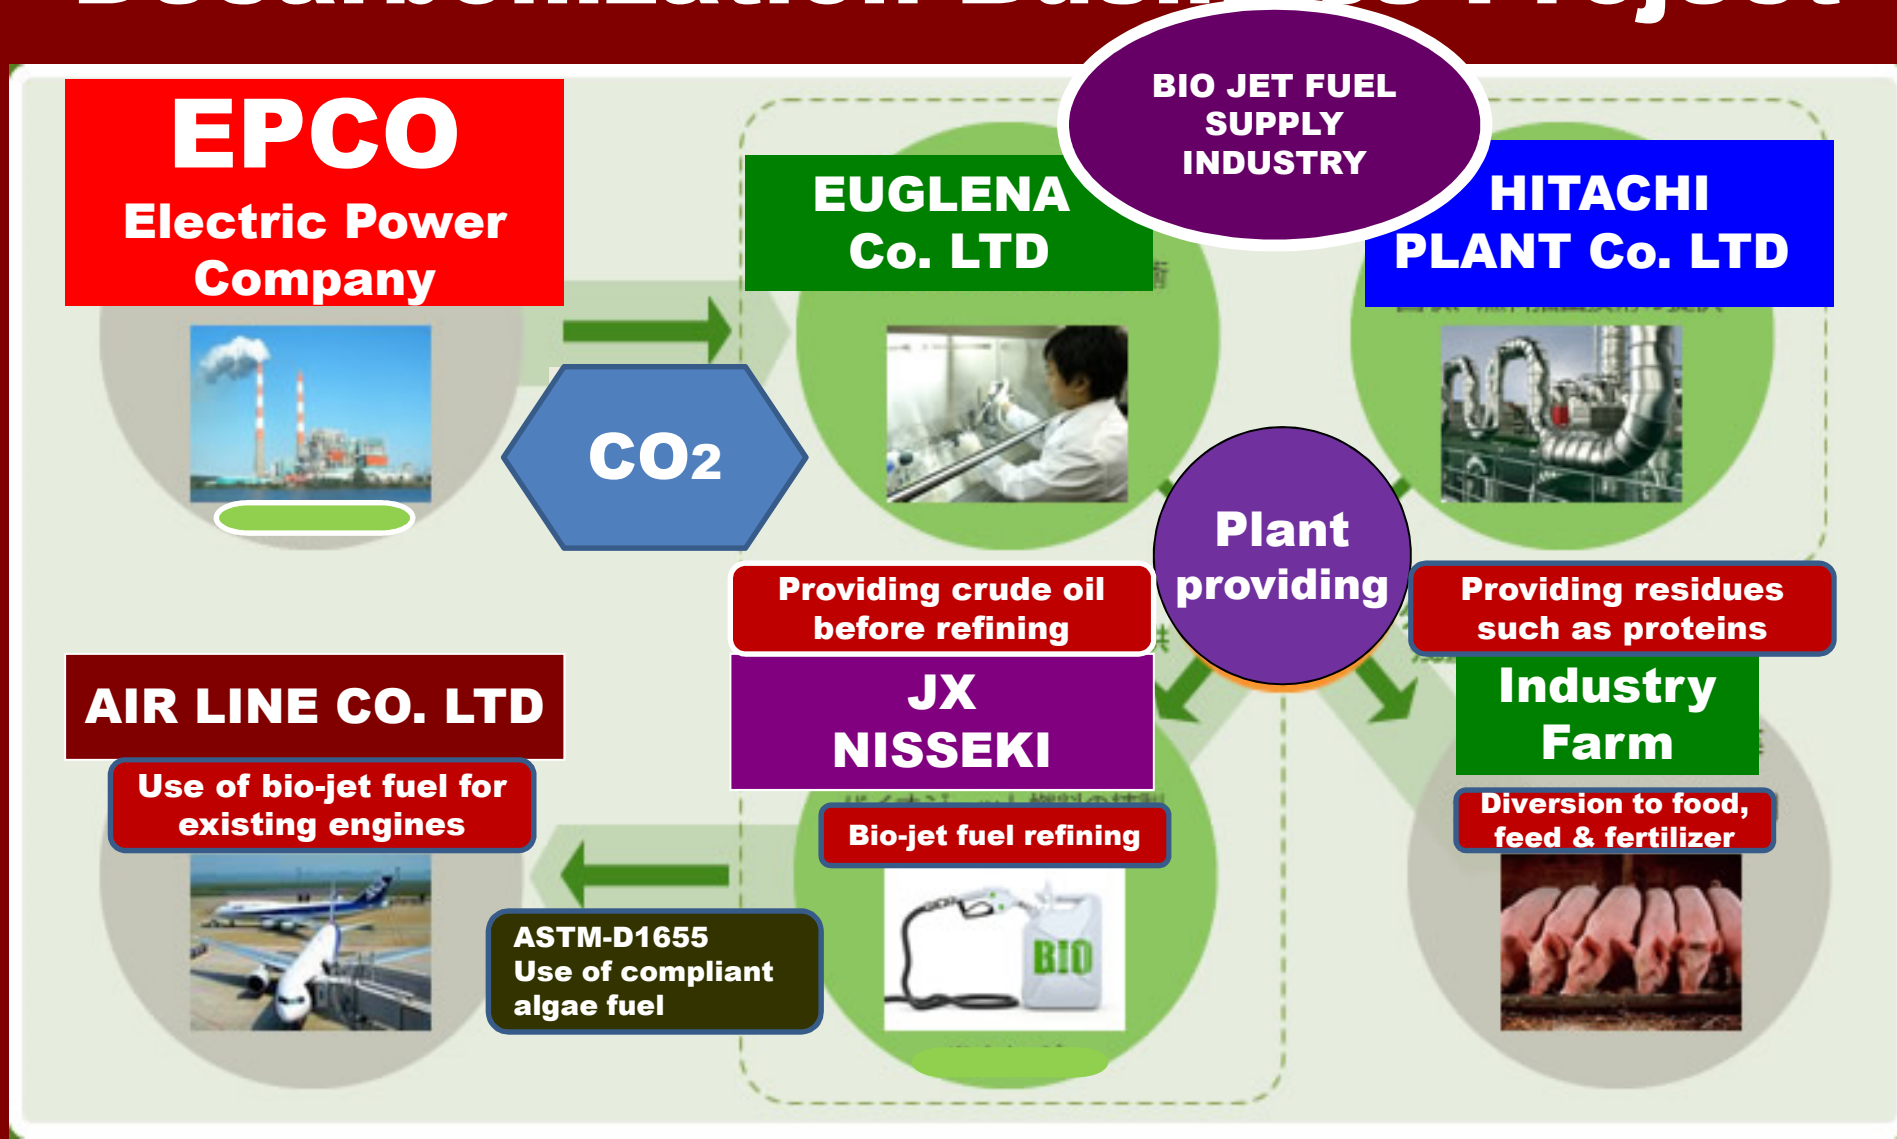 Decarbonization Business Project
BIO JET FUEL
SUPPLY
INDUSTRY
EPCO
Electric Power
Company
EUGLENA
Co. LTD
HITACHI
PLANT Co. LTD
CO2
Plant
providing
Providing crude oil
before refining
Providing residues
such as proteins
AIR LINE CO. LTD
JX
NISSEKI
Industry
Farm
Use of bio-jet fuel for
existing engines
Bio-jet fuel refining
Diversion to food,
feed & fertilizer
ASTM-D1655
Use of compliant
algae fuel
BIO